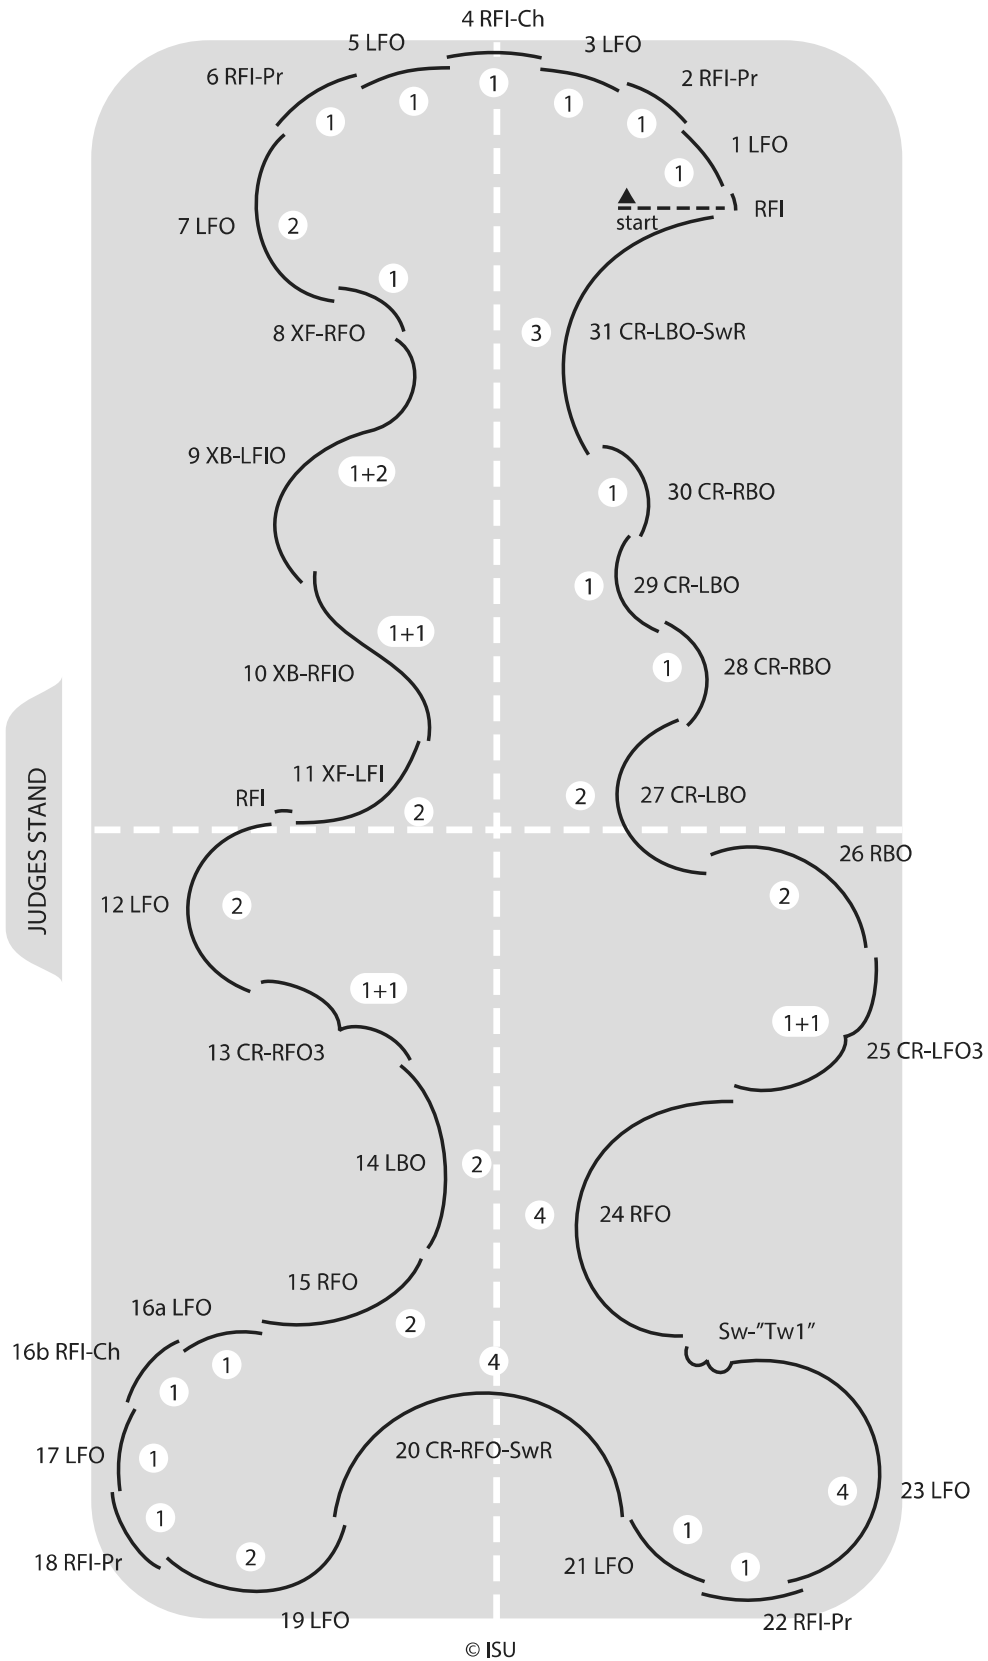 4 RFI-Ch
5 LFO
3 LFO
6 RFI-Pr
2 RFI-Pr
1
1
1
1
1
1 LFO
1
start
RFI
7 LFO
2
1
8 XF-RFO
3
31 CR-LBO-SwR
9 XB-LFIO
1+2
1
30 CR-RBO
1
29 CR-LBO
1+1
10 XB-RFIO
1
28 CR-RBO
11 XF-LFI
RFI
2
2
27 CR-LBO
JUDGES STAND
26 RBO
12 LFO
2
2
1+1
13 CR-RFO3
1+1
25 CR-LFO3
14 LBO
2
4
24 RFO
15 RFO
2
16a LFO
1
16b RFI-Ch
1
4
Sw-"Tw1"
20 CR-RFO-SwR
17 LFO
1
4
23 LFO
1
18 RFI-Pr
2
19 LFO
21 LFO
1
1
22 RFI-Pr
© ISU